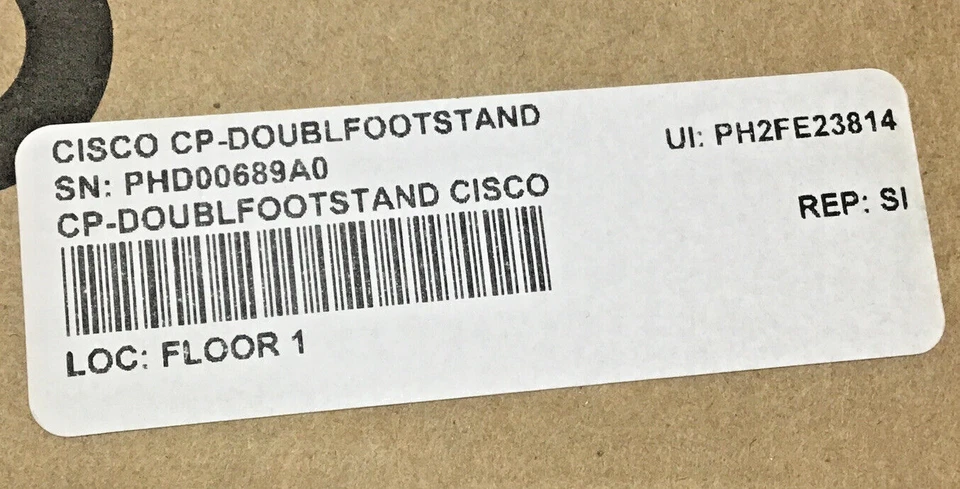 CISCO CP-DOUBLFOOTSTAND
UI: PH2FE23814
SN: PHD00689A0
CP-DOUBLFOOTSTAND CISCO
REP: SI
LOC: FLOOR 1